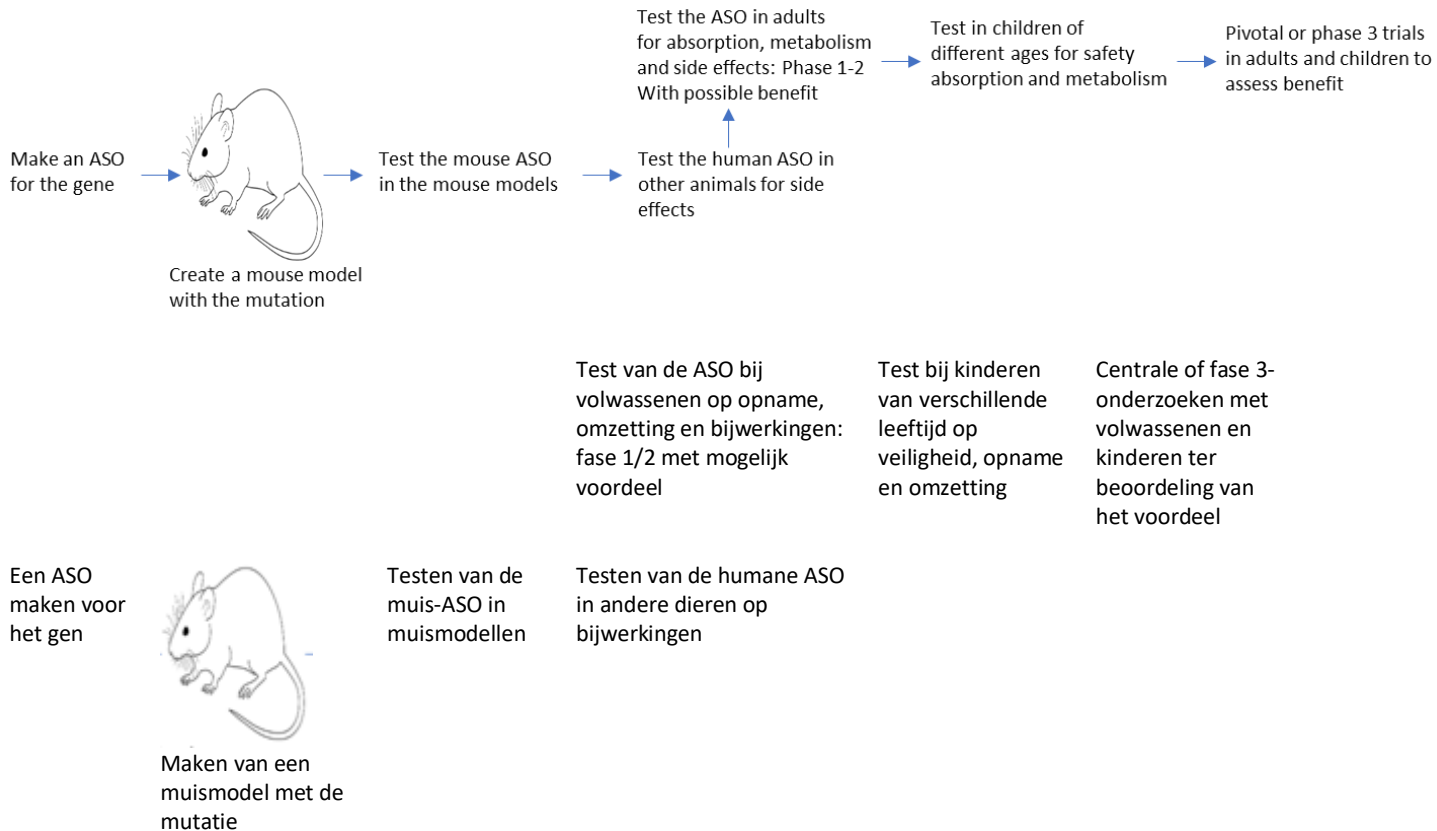 Test the ASO in adults
for absorption, metabolism
and side effects: Phase 1-2
With possible benefit
Test in children of
different ages for safety
absorption and metabolism
Pivotal or phase 3 trials
in adults and children to
assess benefit
Make an ASO
for the gene
Test the mouse ASO
in the mouse models
Test the human ASO in
other animals for side
effects
Create a mouse model
with the mutation
Test van de ASO bij
volwassenen op opname,
omzetting en bijwerkingen:
fase 1/2 met mogelijk
voordeel
Test bij kinderen
van verschillende
leeftijd op
veiligheid, opname
en omzetting
Centrale of fase 3-
onderzoeken met
volwassenen en
kinderen ter
beoordeling van
het voordeel
Een ASO
maken voor
het gen
Testen van de
muis-ASO in
muismodellen
Testen van de humane ASO
in andere dieren op
bijwerkingen
Maken van een
muismodel met de
mutatie